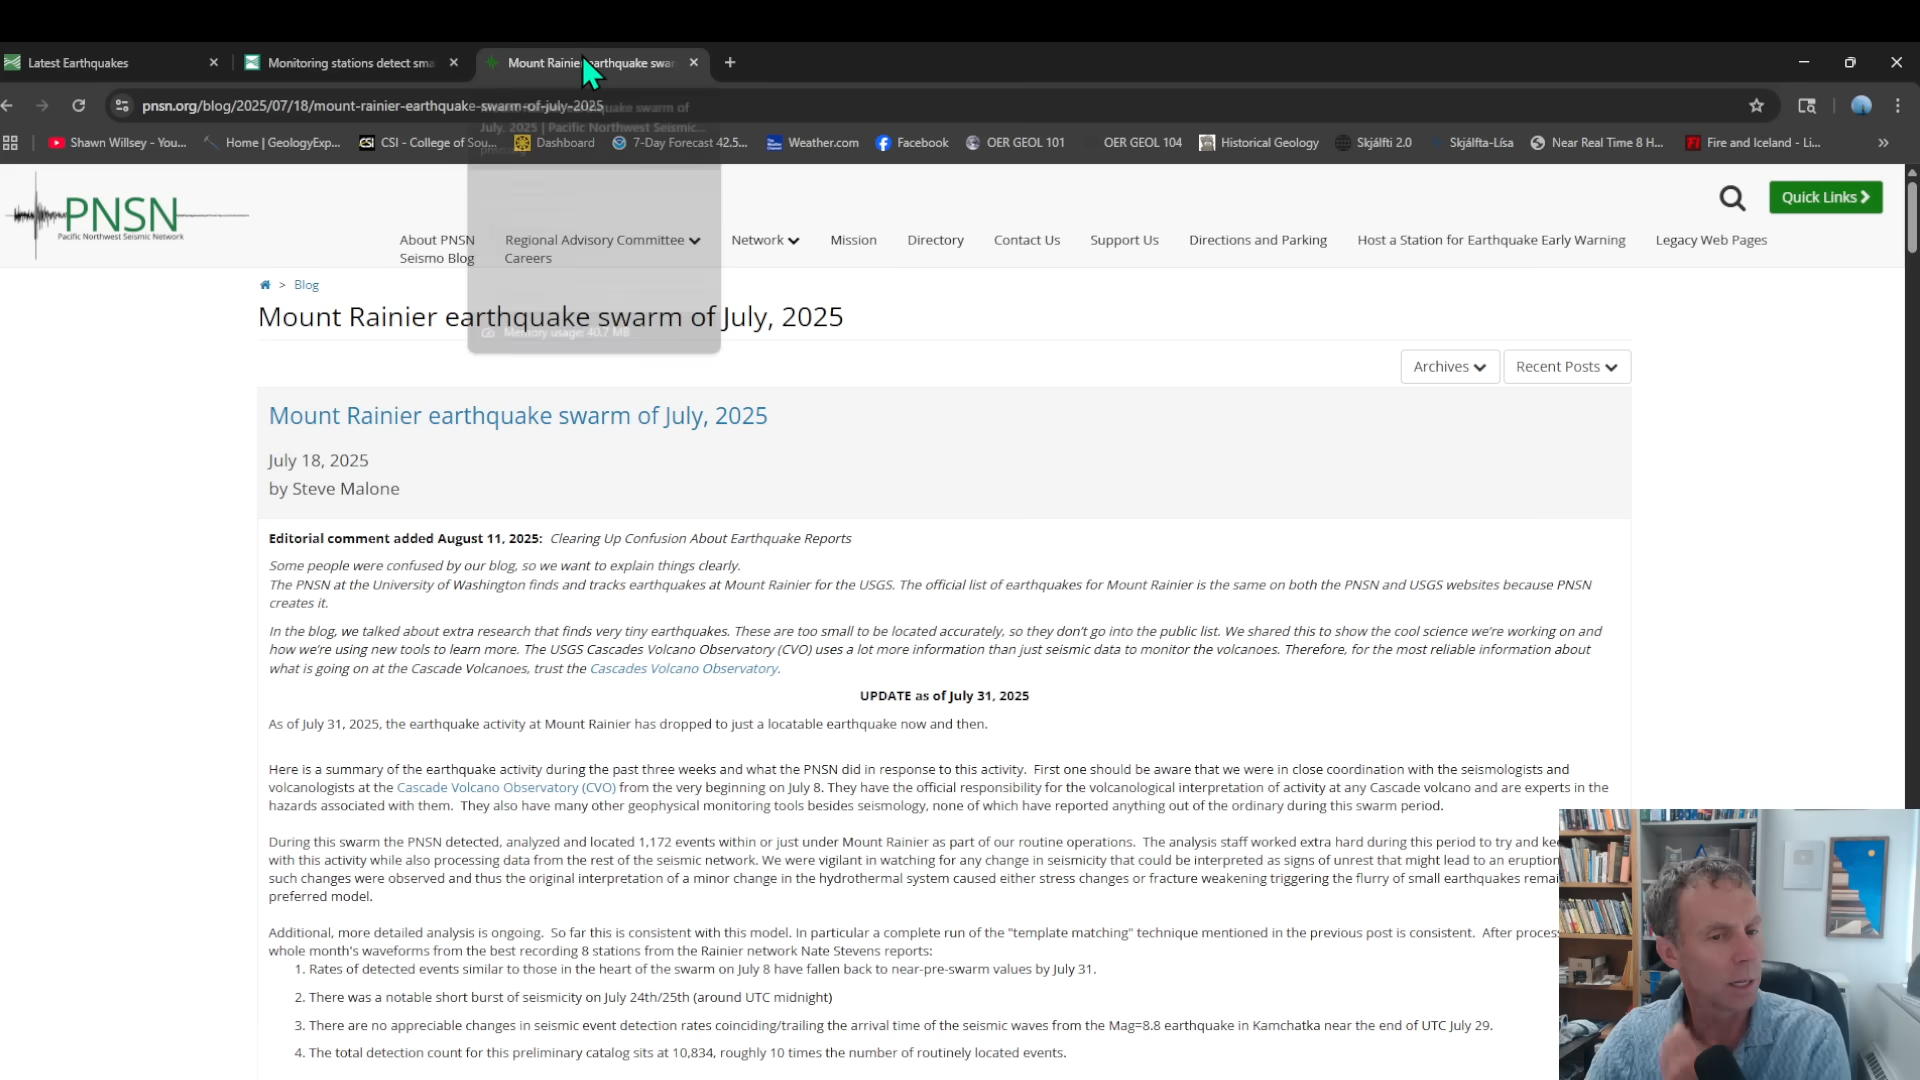 Latest Earthquakes
Monitoring stations detect sma
Mount Rainie earthquake swar
pnsn.org/blog/2025/07/18/mount-rainier-earthquake-swarm-of-july-2025
quake swarm of
July, 2025 | Pacific Northwest Seismic...
Shawn Willsey - You...
Home | GeologyExp...
CSI - College of Sou...
Dashboard
7-Day Forecast 42.5...
Weather.com
Facebook
OER GEOL 101
OER GEOL 104
Historical Geology
Skjálfti 2.0
Skjálfta-Lísa
Near Real Time 8 H...
Fire and Iceland - Li...
PNSN
Pacific Northwest Seismic Network
Quick Links
About PNSN
Regional Advisory Committee
Network
Mission
Directory
Contact Us
Support Us
Directions and Parking
Host a Station for Earthquake Early Warning
Legacy Web Pages
Seismo Blog
Careers
> Blog
Mount Rainier earthquake swarm of July, 2025
Memory usage: 40.7 MB
Archives
Recent Posts
Mount Rainier earthquake swarm of July, 2025
July 18, 2025
by Steve Malone
Editorial comment added August 11, 2025: Clearing Up Confusion About Earthquake Reports
Some people were confused by our blog, so we want to explain things clearly.
The PNSN at the University of Washington finds and tracks earthquakes at Mount Rainier for the USGS. The official list of earthquakes for Mount Rainier is the same on both the PNSN and USGS websites because PNSN
creates it.
In the blog, we talked about extra research that finds very tiny earthquakes. These are too small to be located accurately, so they don't go into the public list. We shared this to show the cool science we're working on and
how we're using new tools to learn more. The USGS Cascades Volcano Observatory (CVO) uses a lot more information than just seismic data to monitor the volcanoes. Therefore, for the most reliable information about
what is going on at the Cascade Volcanoes, trust the Cascades Volcano Observatory.
UPDATE as of July 31, 2025
As of July 31, 2025, the earthquake activity at Mount Rainier has dropped to just a locatable earthquake now and then.
Here is a summary of the earthquake activity during the past three weeks and what the PNSN did in response to this activity. First one should be aware that we were in close coordination with the seismologists and
volcanologists at the Cascade Volcano Observatory (CVO) from the very beginning on July 8. They have the official responsibility for the volcanological interpretation of activity at any Cascade volcano and are experts in the
hazards associated with them. They also have many other geophysical monitoring tools besides seismology, none of which have reported anything out of the ordinary during this swarm period.
During this swarm the PNSN detected, analyzed and located 1,172 events within or just under Mount Rainier as part of our routine operations. The analysis staff worked extra hard during this period to try and kee
with this activity while also processing data from the rest of the seismic network. We were vigilant in watching for any change in seismicity that could be interpreted as signs of unrest that might lead to an eruption
such changes were observed and thus the original interpretation of a minor change in the hydrothermal system caused either stress changes or fracture weakening triggering the flurry of small earthquakes remai
preferred model.
Additional, more detailed analysis is ongoing. So far this is consistent with this model. In particular a complete run of the "template matching" technique mentioned in the previous post is consistent. After proces
whole month's waveforms from the best recording 8 stations from the Rainier network Nate Stevens reports:
1. Rates of detected events similar to those in the heart of the swarm on July 8 have fallen back to near-pre-swarm values by July 31.
2. There was a notable short burst of seismicity on July 24th/25th (around UTC midnight)
3. There are no appreciable changes in seismic event detection rates coinciding/trailing the arrival time of the seismic waves from the Mag=8.8 earthquake in Kamchatka near the end of UTC July 29.
4. The total detection count for this preliminary catalog sits at 10,834, roughly 10 times the number of routinely located events.